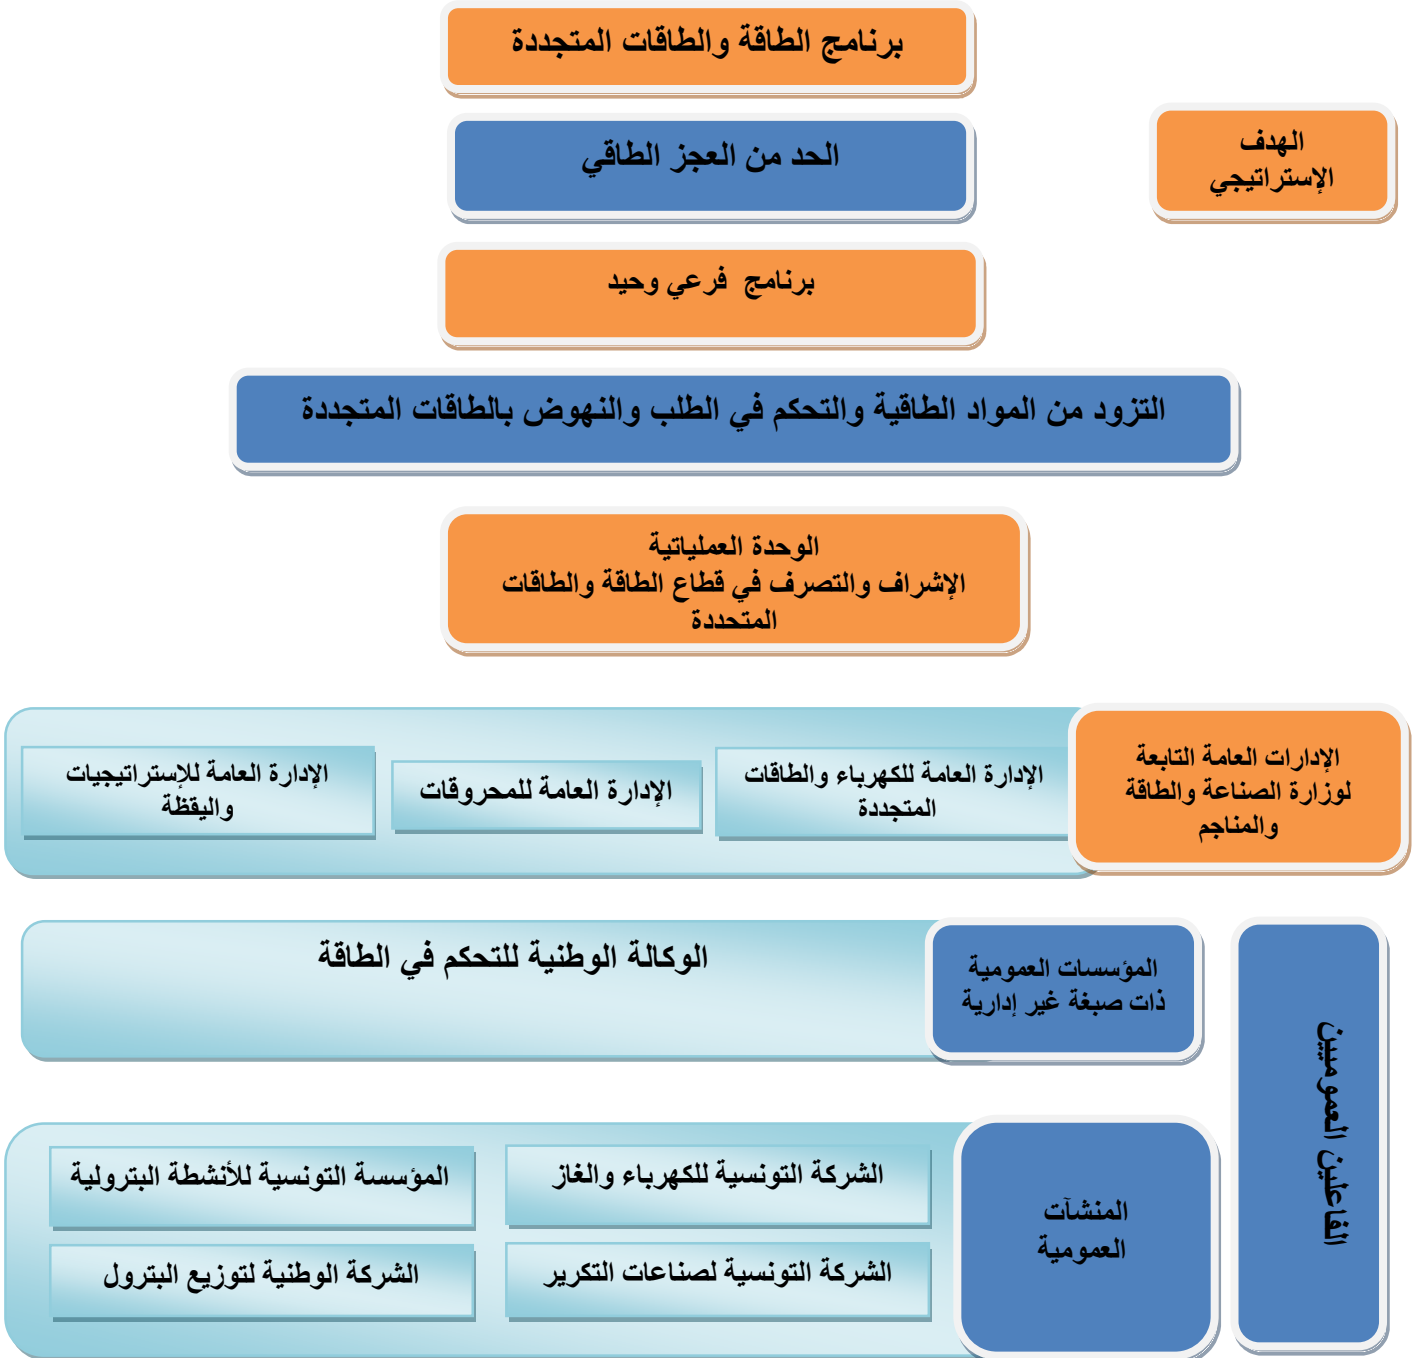 برنامج الطاقة والطاقات المتجددة
الهدف
الإستراتيجي
الحد من العجز الطاقي
برنامج فرعي وحيد
التزود من المواد الطاقية والتحكم في الطلب والنهوض بالطاقات المتجددة
الوحدة العملياتية
الإشراف والتصرف في قطاع الطاقة والطاقات
المتحددة
الإدارات العامة التابعة
لوزارة الصناعة والطاقة
والمناجم
الإدارة العامة للكهرباء والطاقات
المتجددة
الإدارة العامة للمحروقات
الإدارة العامة للإستراتيجيات
واليقظة
الفاعلين العموميين
المؤسسات العمومية
ذات صبغة غير إدارية
الوكالة الوطنية للتحكم في الطاقة
المنشآت
العمومية
الشركة التونسية للكهرباء والغاز
المؤسسة التونسية للأنشطة البترولية
الشركة التونسية لصناعات التكرير
الشركة الوطنية لتوزيع البترول